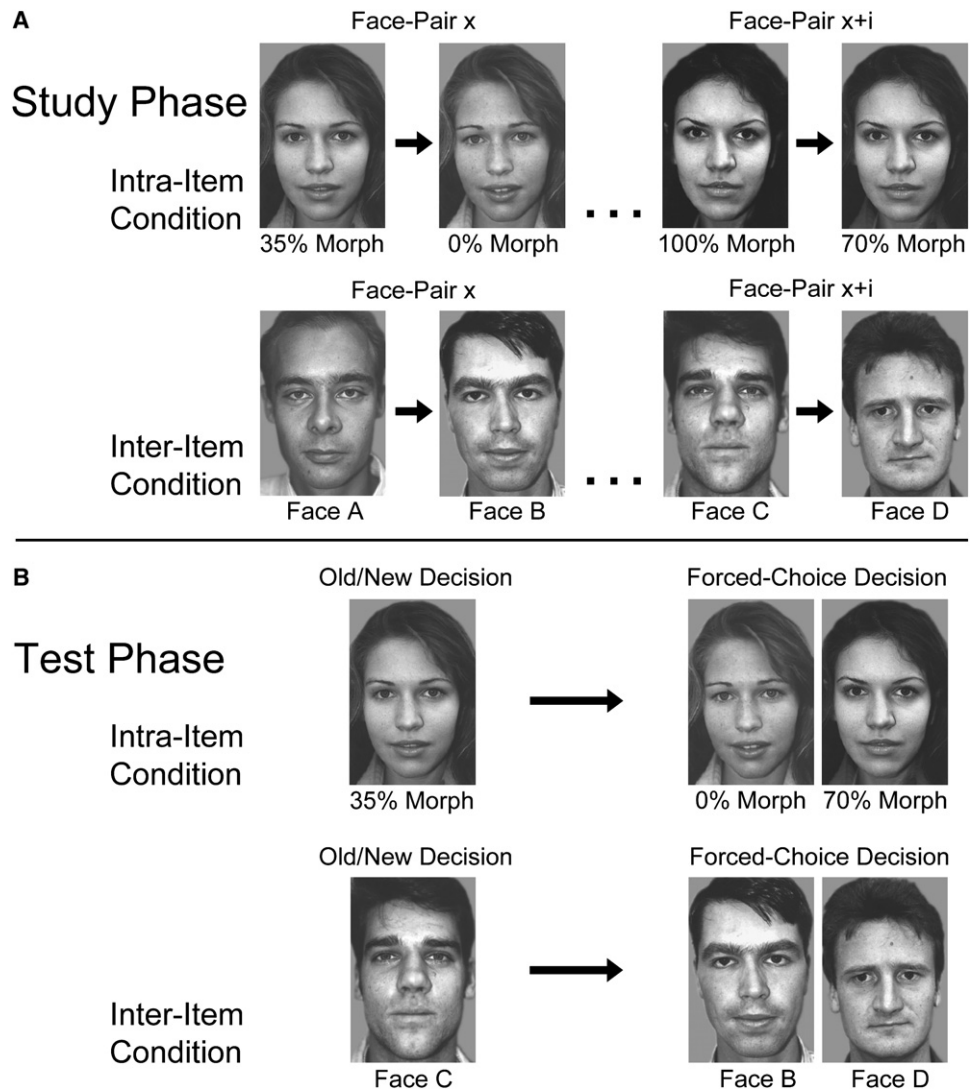 A
Face-Pair x
Face-Pair x+i
Study Phase
Intra-Item
Condition
...
35% Morph
0% Morph
100% Morph
70% Morph
Face-Pair x
Face-Pair x+i
Inter-Item
Condition
...
Face A
Face B
Face C
Face D
B
Old/New Decision
Forced-Choice Decision
Test Phase
Intra-Item
Condition
35% Morph
0% Morph
70% Morph
Old/New Decision
Forced-Choice Decision
Inter-Item
Condition
Face C
Face B
Face D